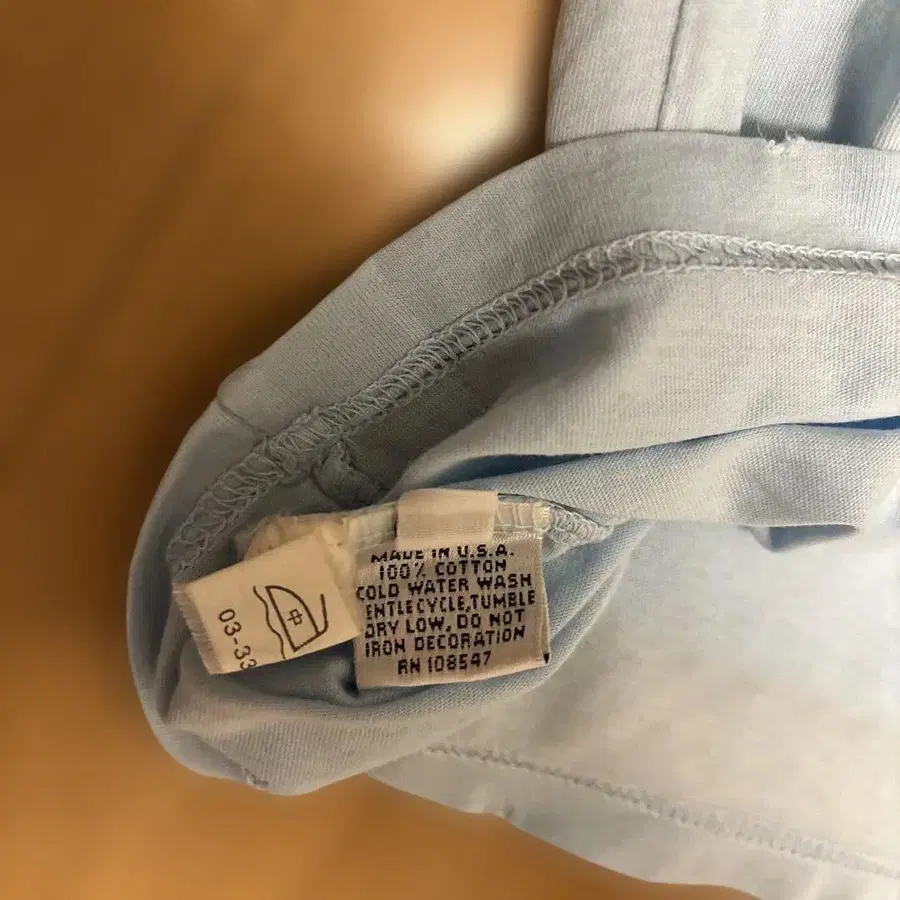 MADE IN U.S.A.
100% COTTON
COLD WATER WASH
ENTLE CYCLE, TUMBLE
DRY LOW, DO NOT
IRON DECORATION
RN 108547
中
03-33